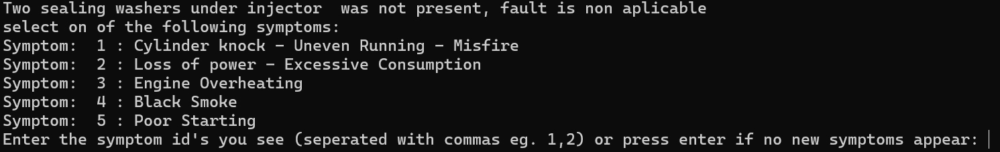 Two sealing washers under injector  was not present, fault is non aplicable
select on of the following symptoms:
Symptom:  1 : Cylinder knock – Uneven Running – Misfire
Symptom:  2 : Loss of power – Excessive Consumption
Symptom:  3 : Engine Overheating
Symptom:  4 : Black Smoke
Symptom:  5 : Poor Starting
Enter the symptom id's you see (seperated with commas eg. 1,2) or press enter if no new symptoms appear: